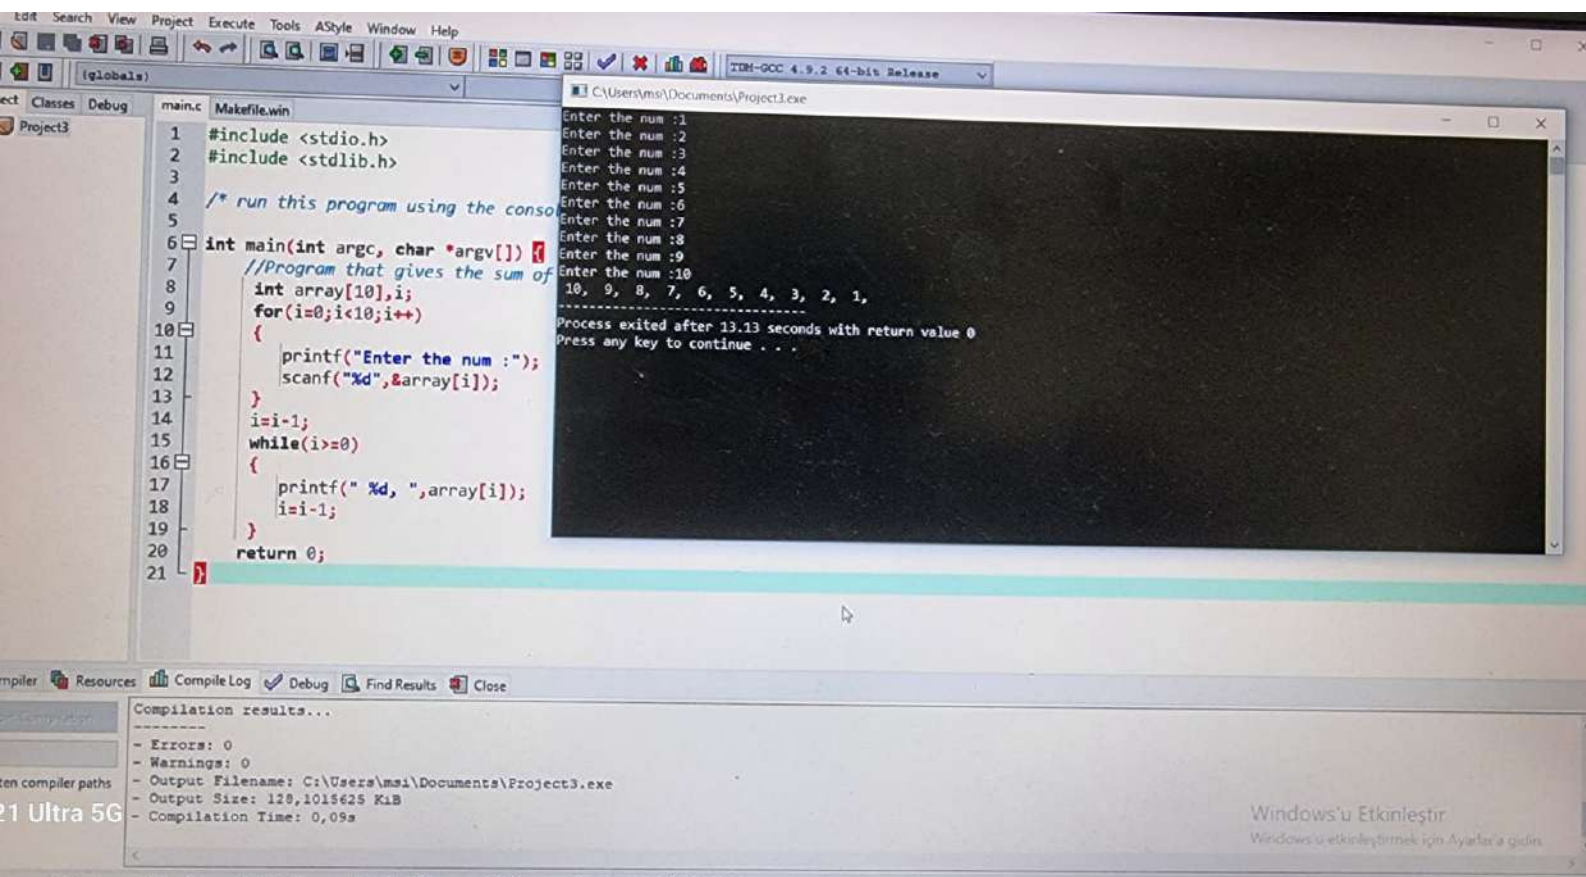 Edit Search View Project Execute Tools AStyle Window Help
TDM-GCC 4.9.2 64-bit Release
(globals)
Classes Debug
main.c Makefile.win
Project3
1 #include <stdio.h>
2 #include <stdlib.h>
3
4 /* run this program using the conso
5
6 int main(int argc, char *argv[]) {
7 //Program that gives the sum of
8 int array[10],i;
9 for(i=0;i<10;i++)
10 {
11 printf("Enter the num :");
12 scanf("%d",&array[i]);
13 }
14 i=i-1;
15 while(i>=0)
16 {
17 printf(" %d, ",array[i]);
18 i=i-1;
19 }
20 return 0;
21 }
C:\Users\msi\Documents\Project3.exe
Enter the num :1
Enter the num :2
Enter the num :3
Enter the num :4
Enter the num :5
Enter the num :6
Enter the num :7
Enter the num :8
Enter the num :9
Enter the num :10
10, 9, 8, 7, 6, 5, 4, 3, 2, 1,
--------------------------------
Process exited after 13.13 seconds with return value 0
Press any key to continue . . .
mpiler Resources Compile Log Debug Find Results Close
Compilation results...
--------
- Errors: 0
- Warnings: 0
- Output Filename: C:\Users\msi\Documents\Project3.exe
- Output Size: 128,1015625 KiB
- Compilation Time: 0,09s
ten compiler paths
21 Ultra 5G
Windows'u Etkinleştir
Windows'u etkinleştirmek için Ayarlar'a gidin.